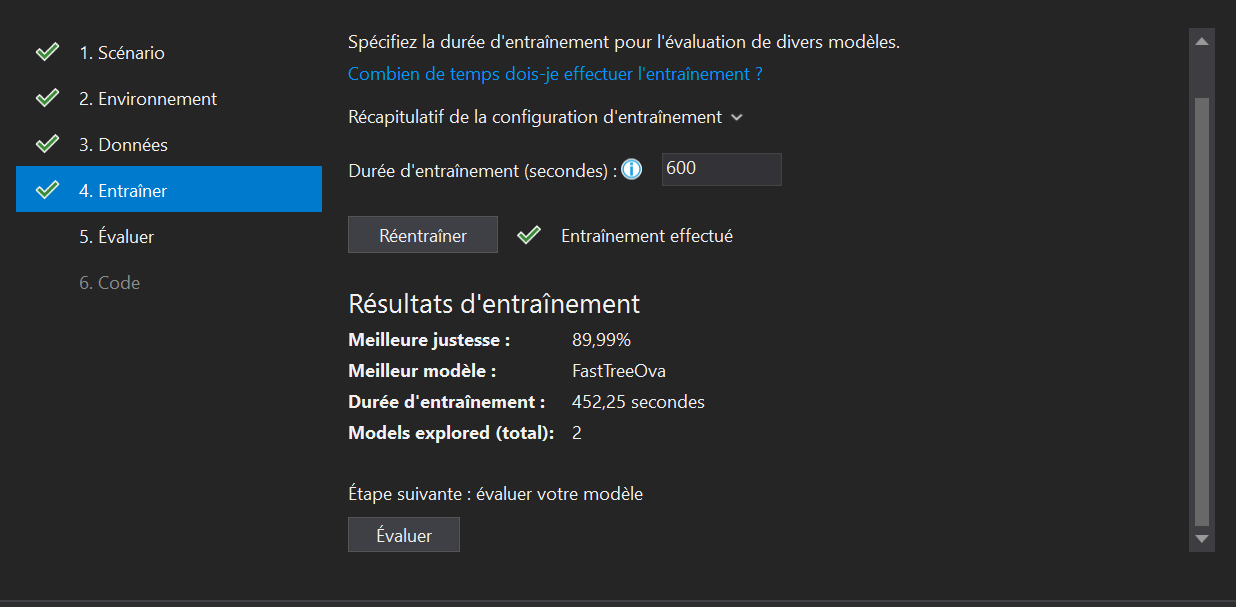 1. Scénario
2. Environnement
3. Données
4. Entraîner
5. Évaluer
6. Code
Spécifiez la durée d'entraînement pour l'évaluation de divers modèles.
Combien de temps dois-je effectuer l'entraînement ?
Récapitulatif de la configuration d'entraînement
Durée d'entraînement (secondes) : 600
Réentraîner Entraînement effectué
Résultats d'entraînement
Meilleure justesse : 89,99%
Meilleur modèle : FastTreeOva
Durée d'entraînement : 452,25 secondes
Models explored (total): 2
Étape suivante : évaluer votre modèle
Évaluer